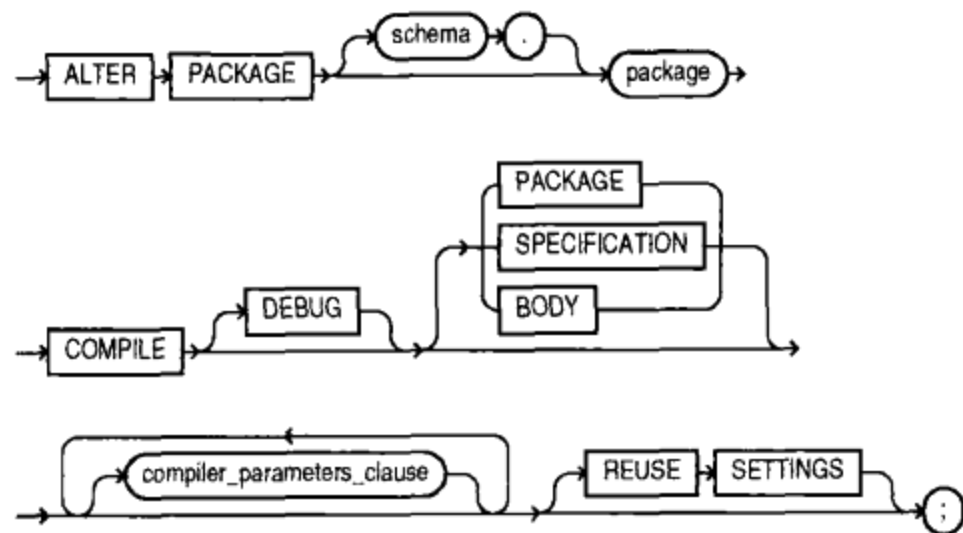 schema .
ALTER PACKAGE package
PACKAGE
SPECIFICATION
DEBUG BODY
COMPILE
compiler_parameters_clause REUSE SETTINGS
;